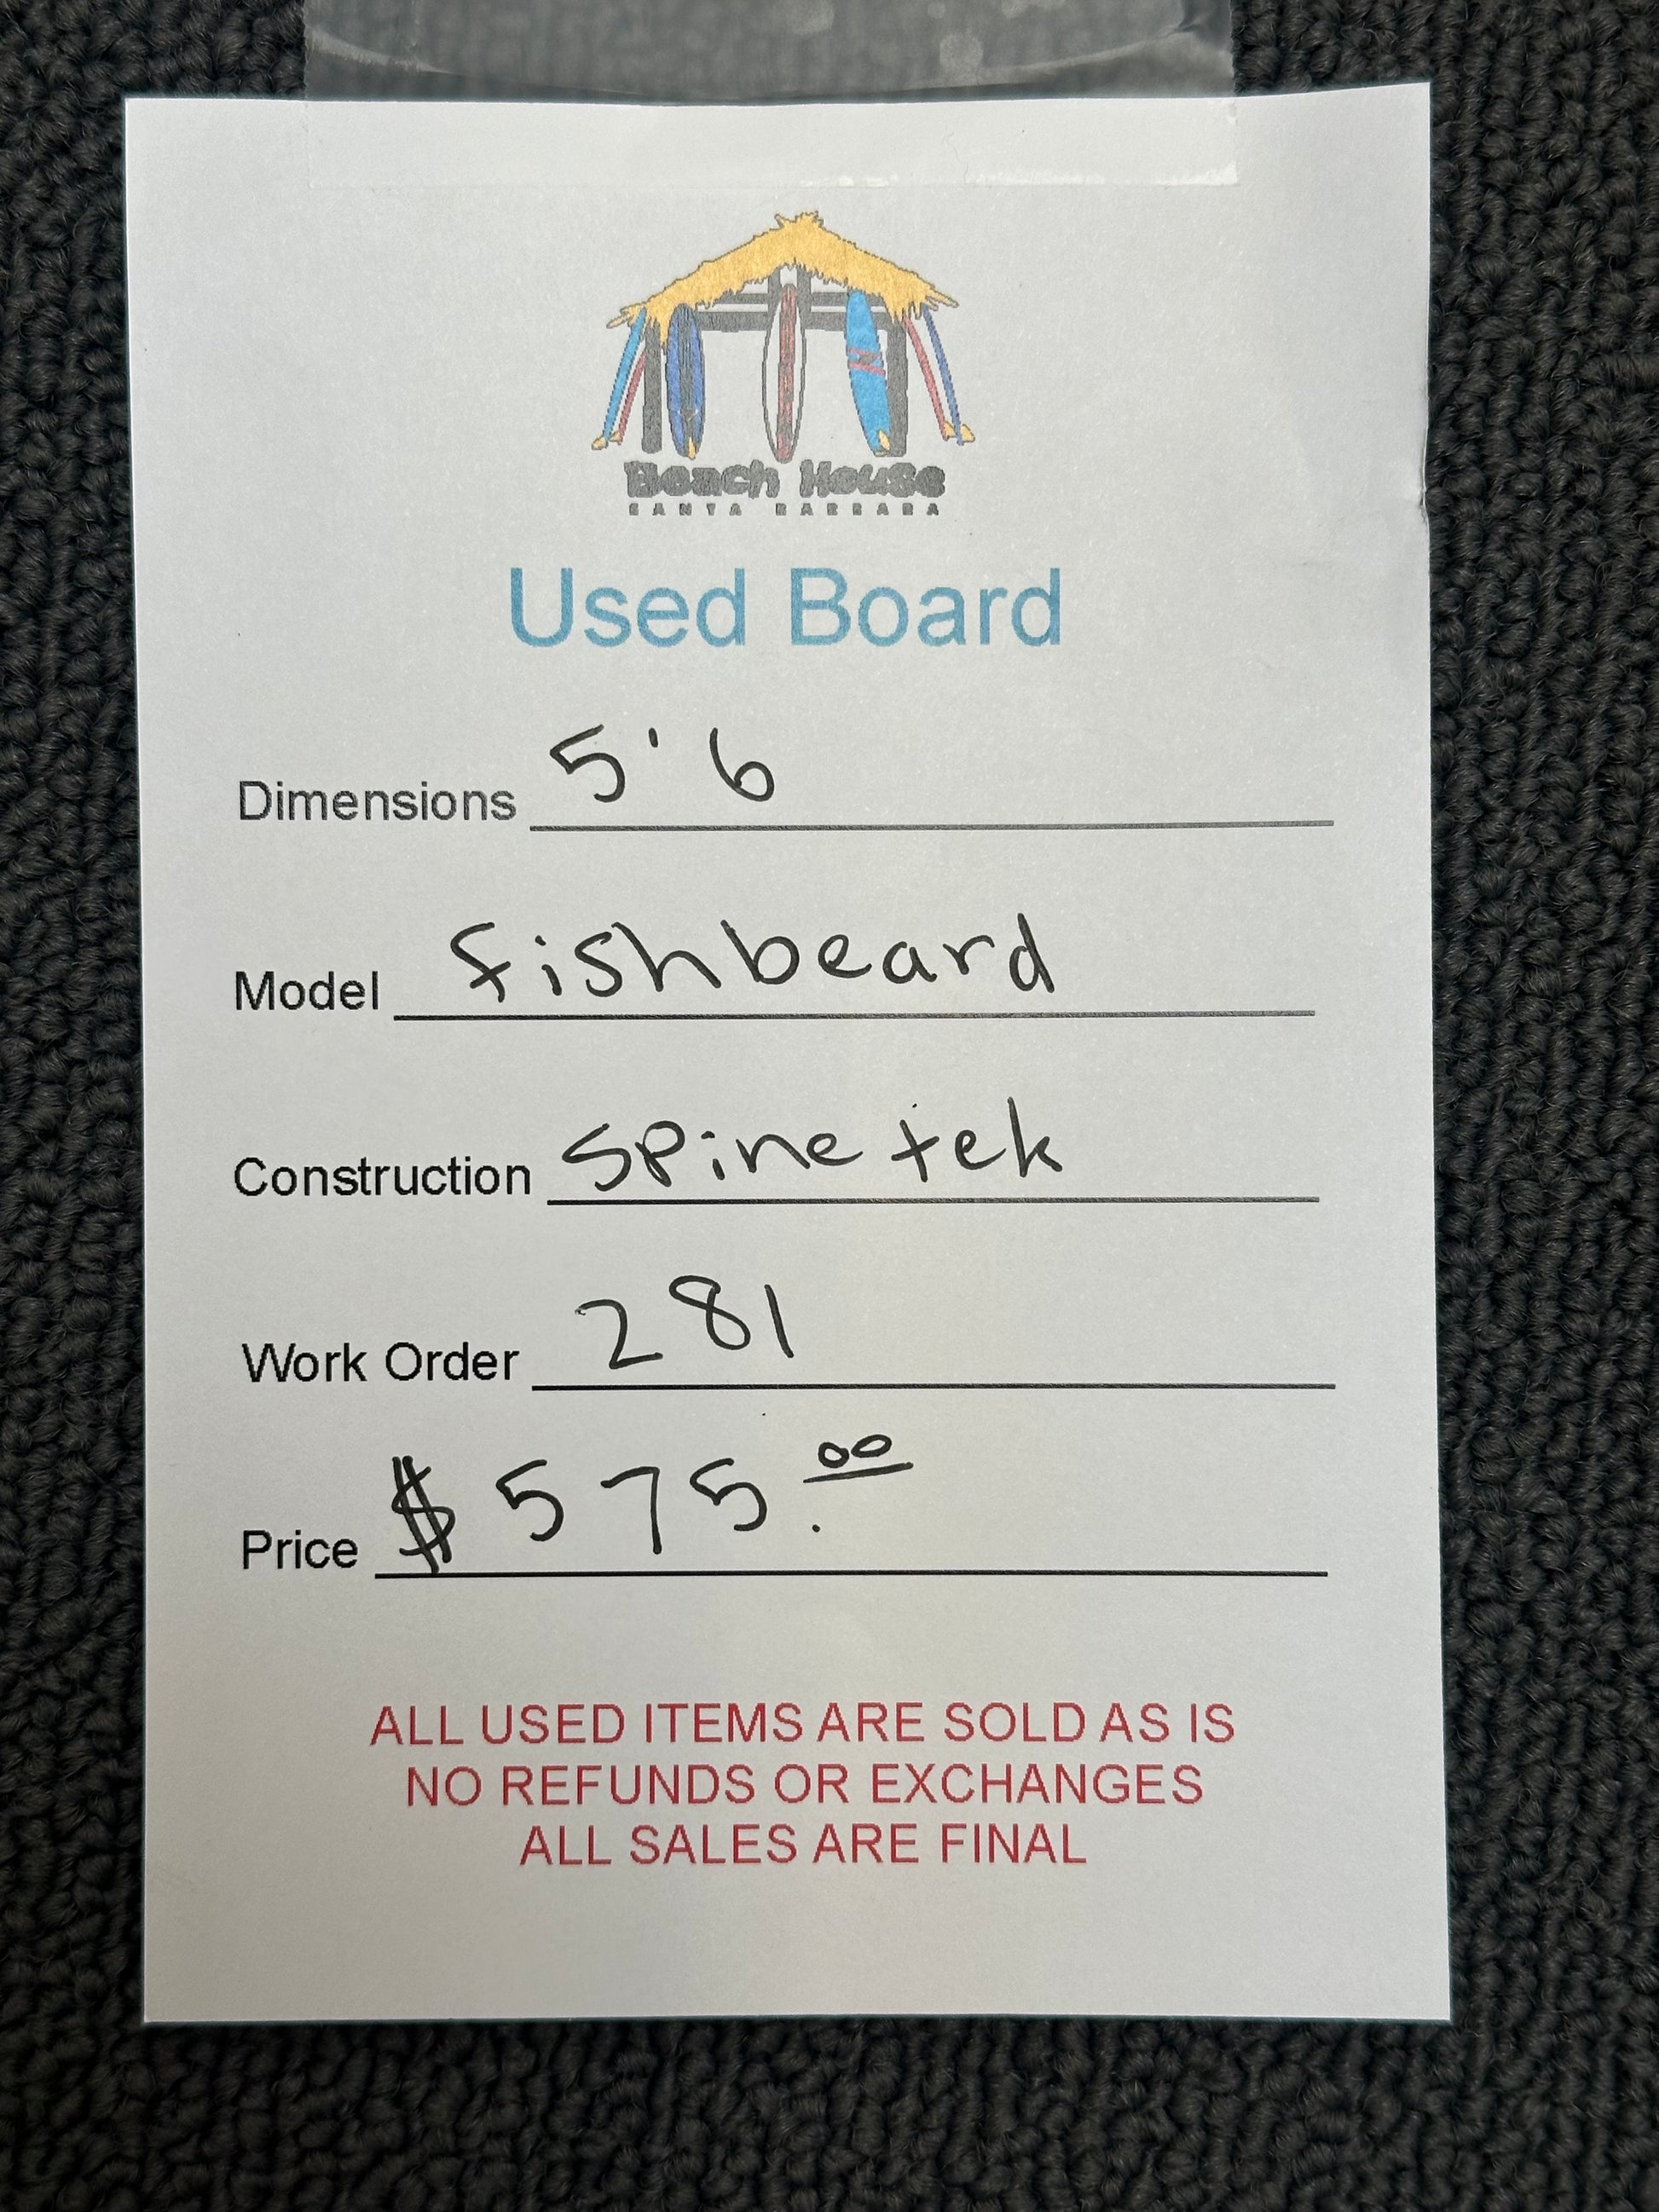 Beach House
SANTA BARBARA
Used Board
Dimensions 5'6
Model fishbeard
Construction spine tek
Work Order 281
Price $575.00
ALL USED ITEMS ARE SOLD AS IS
NO REFUNDS OR EXCHANGES
ALL SALES ARE FINAL